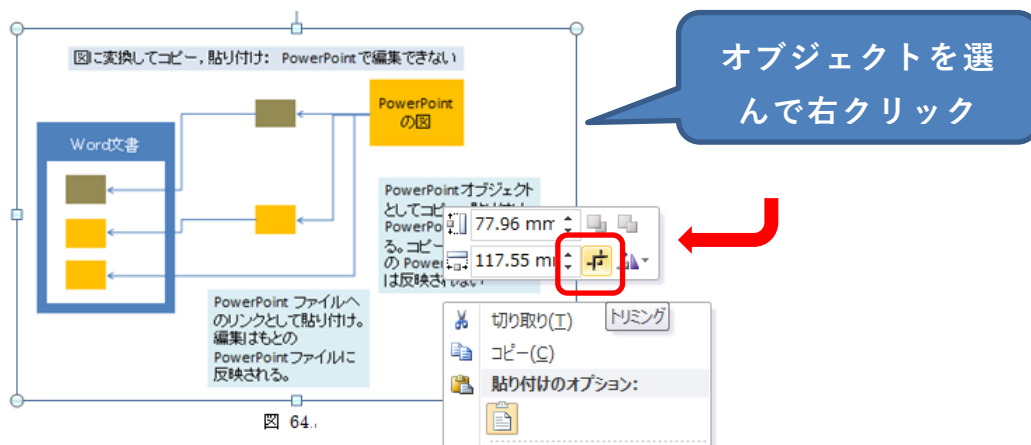 図に変換してコピー，貼り付け： PowerPointで編集できない
オブジェクトを選
んで右クリック
PowerPoint
の図
Word文書
PowerPointオブジェクト
としてコピー
PowerPo
る。コピー
の Power
は反映されない
77.96 mm
117.55 mm
トリミング
PowerPoint ファイルへ
のリンクとして貼り付け。
編集はもとの
PowerPointファイルに
反映される。
切り取り(T)
コピー(C)
貼り付けのオプション:
図 64.